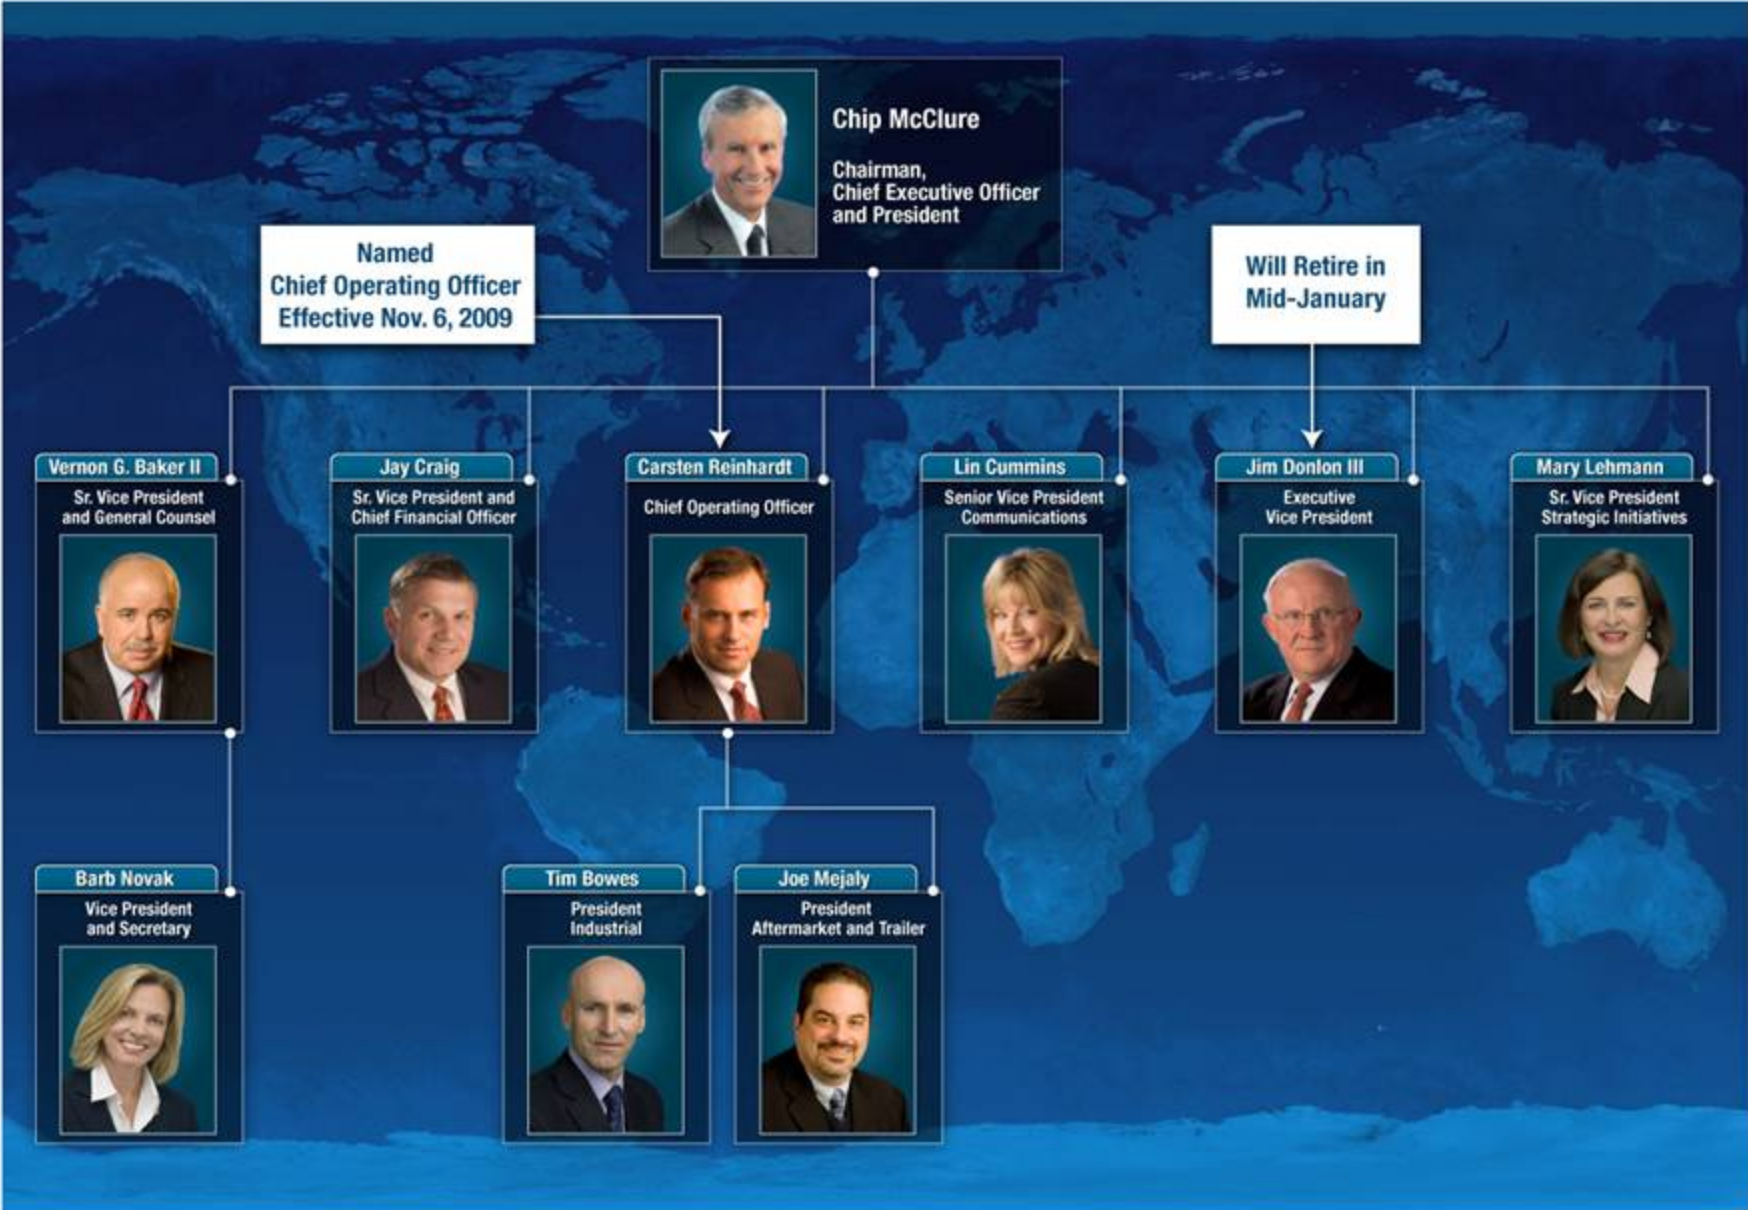 Chip McClure
Chairman,
Chief Executive Officer
and President
Named
Chief Operating Officer
Effective Nov. 6, 2009
Will Retire in
Mid-January
Vernon G. Baker II
Sr. Vice President
and General Counsel
Jay Craig
Sr. Vice President and
Chief Financial Officer
Carsten Reinhardt
Chief Operating Officer
Lin Cummins
Senior Vice President
Communications
Jim Donlon III
Executive
Vice President
Mary Lehmann
Sr. Vice President
Strategic Initiatives
Barb Novak
Vice President
and Secretary
Tim Bowes
President
Industrial
Joe Mejaly
President
Aftermarket and Trailer